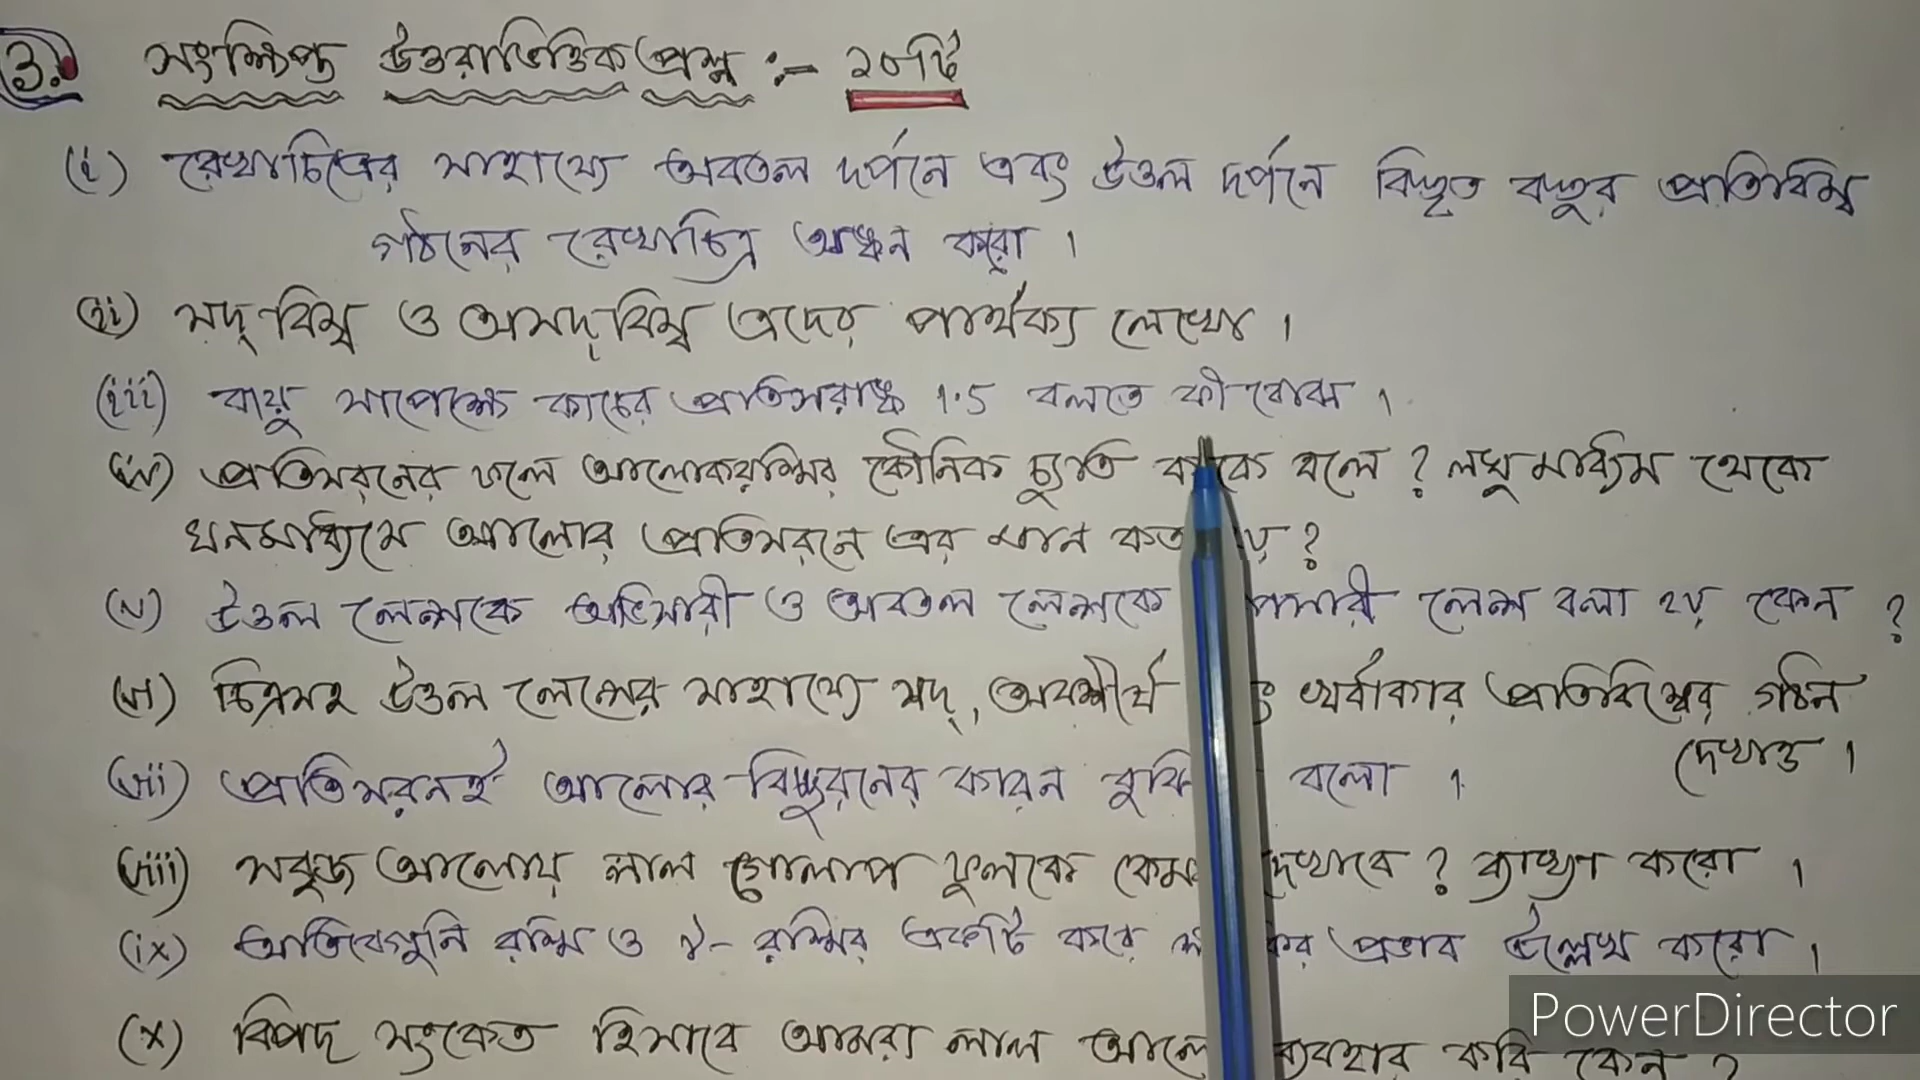 3. সংক্ষিপ্ত উত্তরভিত্তিক প্রশ্ন :- ২০টি
(i) রেখাচিত্রের সাহায্যে অবতল দর্পনে এবং উত্তল দর্পনে বিস্তৃত বস্তুর প্রতিবিম্ব
গঠনের রেখাচিত্র অঙ্কন করো।
(ii) সদ্ বিম্ব ও অসদ্ বিম্ব এদের পার্থক্য লেখো।
(iii) বায়ু সাপেক্ষে কাচের প্রতিসরাঙ্ক 1.5 বলতে কী বোঝ।
(iv) প্রতিসরনের ফলে আলোকরশ্মির কৌনিক চ্যুতি কাকে বলে? লঘু মাধ্যম থেকে
ঘনমাধ্যমে আলোর প্রতিসরনে এর মান কত ?
(v) উত্তল লেন্সকে অভিসারী ও অবতল লেন্সকে পসারী লেন্স বলা হয় কেন ?
(vi) চিত্রসহ উত্তল লেন্সের সাহায্যে সদ্, অবশীর্ষ খর্বাকার প্রতিবিম্বের গঠন
দেখাও।
(vii) প্রতিসরনই আলোর বিচ্ছুরনের কারন বলো।
(viii) সবুজ আলোয় লাল গোলাপ ফুলকে দেখাবে? ব্যাখ্যা করো।
(ix) অতিবেগুনি রশ্মি ও X- রশ্মির একটি করে প্রভাব উল্লেখ করো।
(x) বিপদ সংকেত হিসাবে আমরা লাল ব্যবহার করি কেন ?
PowerDirector